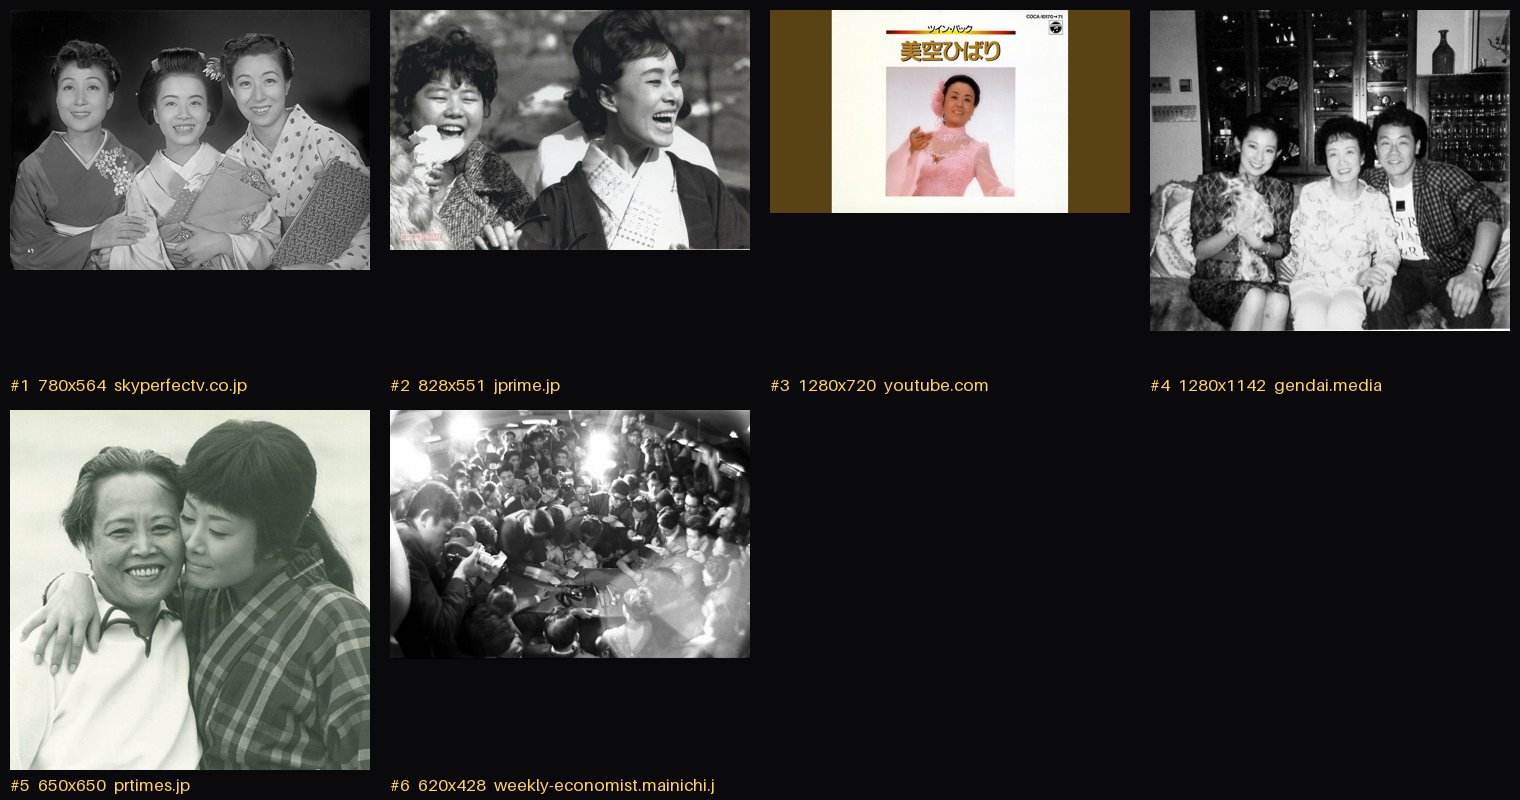 COCA-10170→71
ツイン・パック
美空ひばり
49
#1 780x564 skyperfectv.co.jp
#2 828x551 jprime.jp
#3 1280x720 youtube.com
#4 1280x1142 gendai.media
#5 650x650 prtimes.jp
#6 620x428 weekly-economist.mainichi.j